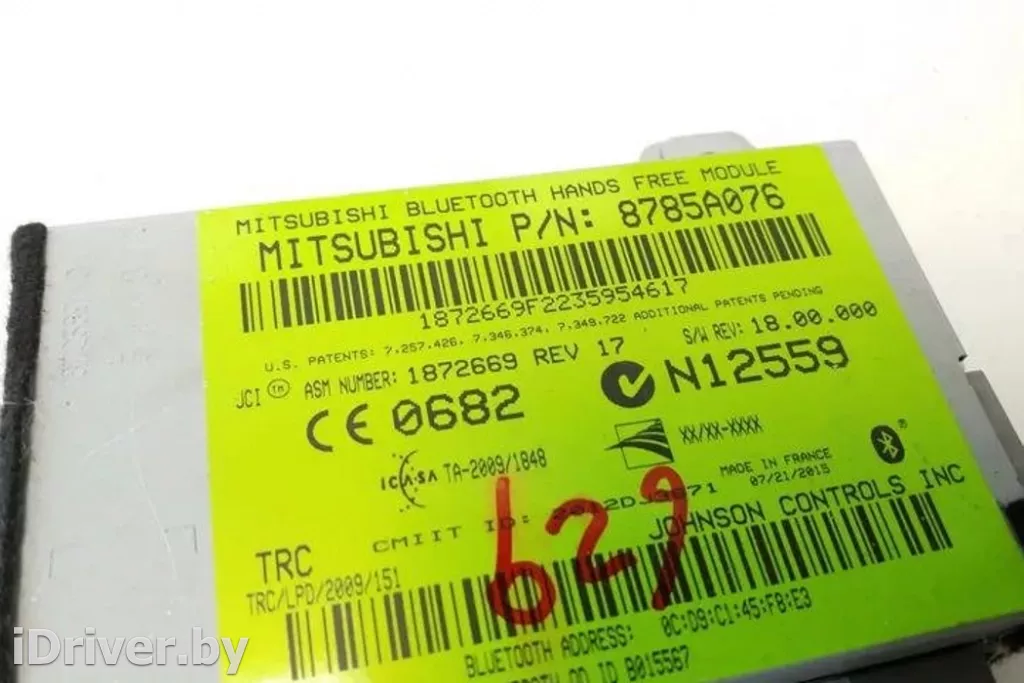 MITSUBISHI BLUETOOTH HANDS FREE MODULE
MITSUBISHI P/N: 8785A076
1872669F2235954617
U.S. PATENTS: 7.257.426, 7.346.374, 7.349.722 ADDITIONAL PATENTS PENDING
JCI TM ASM NUMBER: 1872669 REV 17 S/W REV: 18.00.000
CE 0682 N12559
ICASA TA-2009/1848 XX/XX-XXXX
MADE IN FRANCE
07/21/2015
CMIIT ID:
629
JOHNSON CONTROLS INC
TRC
TRC/LPD/2009/151
BLUETOOTH ADDRESS: 0C:D9:C1:45:F8:E3
QD ID B015567
iDriver.by